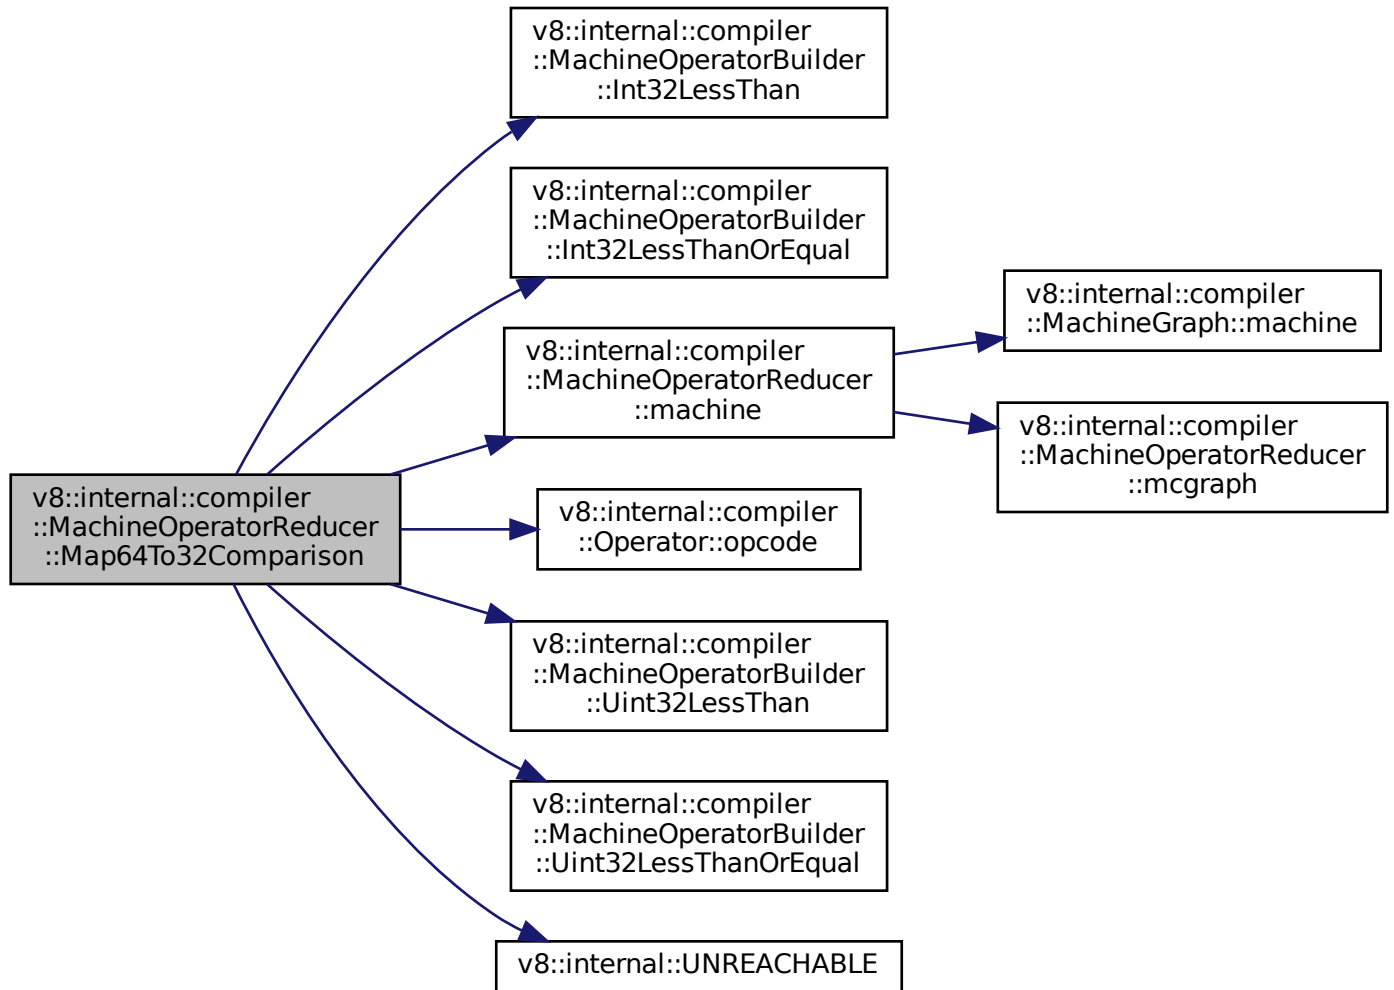 v8::internal::compiler
::MachineOperatorBuilder
::Int32LessThan
v8::internal::compiler
::MachineOperatorBuilder
::Int32LessThanOrEqual
v8::internal::compiler
::MachineGraph::machine
v8::internal::compiler
::MachineOperatorReducer
::machine
v8::internal::compiler
::MachineOperatorReducer
::mcgraph
v8::internal::compiler
::MachineOperatorReducer
::Map64To32Comparison
v8::internal::compiler
::Operator::opcode
v8::internal::compiler
::MachineOperatorBuilder
::Uint32LessThan
v8::internal::compiler
::MachineOperatorBuilder
::Uint32LessThanOrEqual
v8::internal::UNREACHABLE